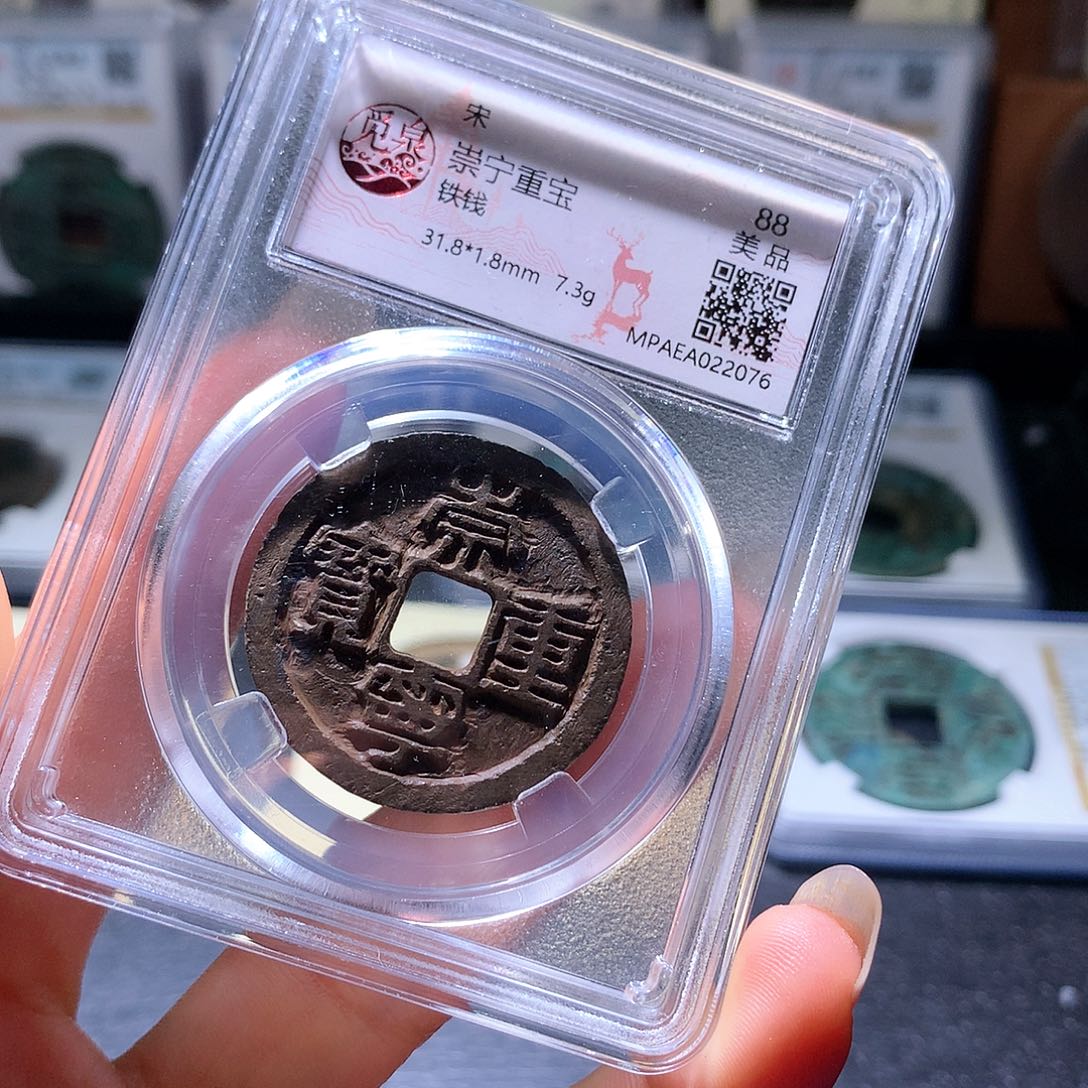 觅泉
宋
崇宁重宝
铁钱
31.8*1.8mm 7.3g
88
美品
MPAEA022076
崇
寶 重
寧